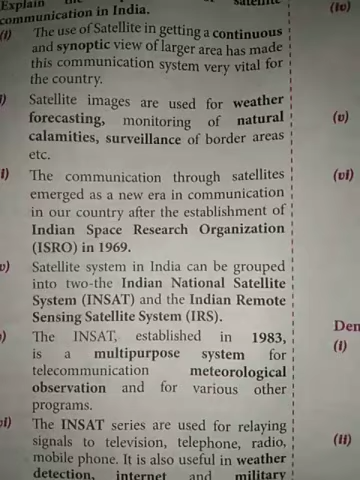 Explain
satellite
communication in India.
(i) The use of Satellite in getting a continuous
and synoptic view of larger area has made
this communication system very vital for
the country.
Satellite images are used for weather
forecasting, monitoring of natural
calamities, surveillance of border areas
etc.
The communication through satellites
emerged as a new era in communication
in our country after the establishment of
Indian Space Research Organization
(ISRO) in 1969.
Satellite system in India can be grouped
into two-the Indian National Satellite
System (INSAT) and the Indian Remote
Sensing Satellite System (IRS).
The INSAT, established in 1983,
is a multipurpose system for
telecommunication meteorological
observation and for various other
programs.
The INSAT series are used for relaying
signals to television, telephone, radio,
mobile phone. It is also useful in weather
detection, internet and military
(iv)
(v)
(vi)
Den
(i)
(ii)